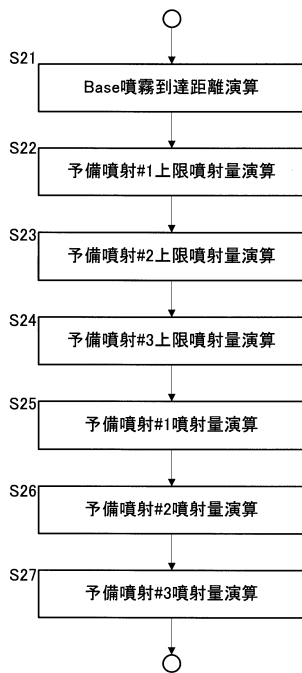 S21
Base噴霧到達距離演算
S22
予備噴射#1上限噴射量演算
S23
予備噴射#2上限噴射量演算
S24
予備噴射#3上限噴射量演算
S25
予備噴射#1噴射量演算
S26
予備噴射#2噴射量演算
S27
予備噴射#3噴射量演算